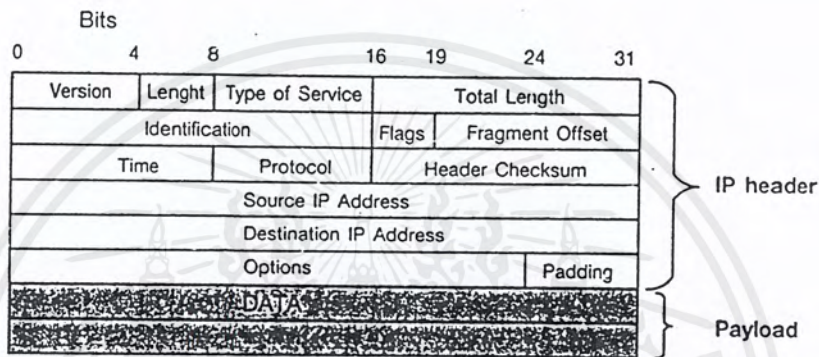 Bits
0 4 8 16 19 24 31
Version Lenght Type of Service Total Length
Identification Flags Fragment Offset
Time Protocol Header Checksum
Source IP Address
Destination IP Address
Options Padding
DATA
IP header
Payload